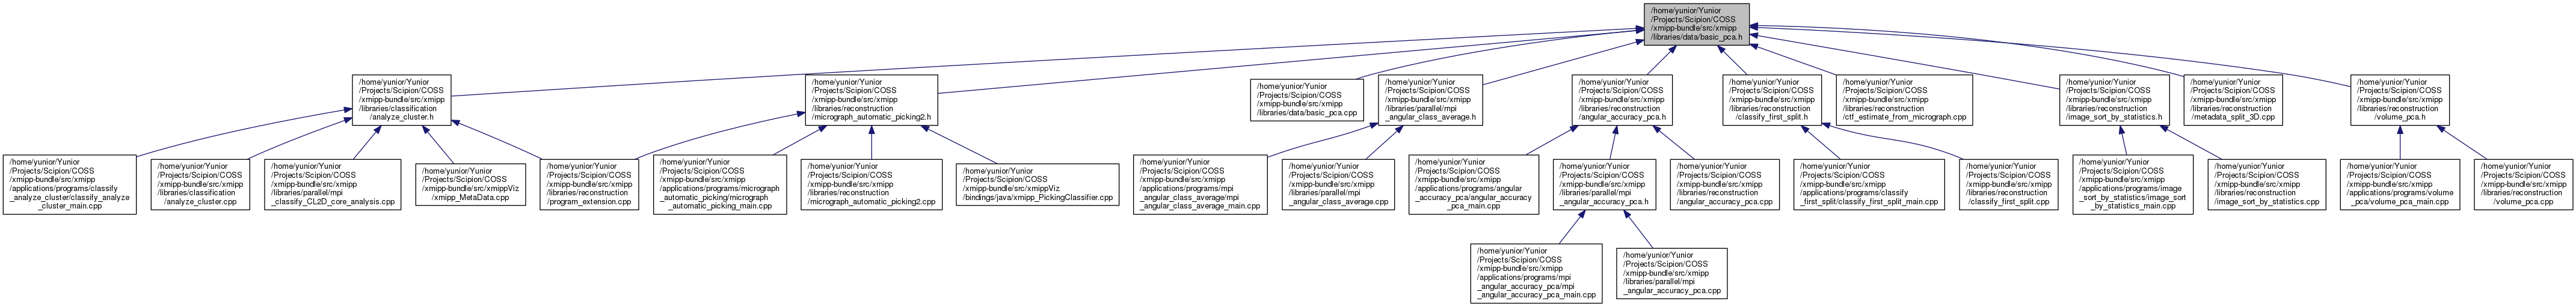 /home/yunior/Yunior
/Projects/Scipion/COSS
/xmipp-bundle/src/xmipp
/libraries/data/basic_pca.h
/home/yunior/Yunior
/Projects/Scipion/COSS
/xmipp-bundle/src/xmipp
/libraries/classification
/analyze_cluster.h
/home/yunior/Yunior
/Projects/Scipion/COSS
/xmipp-bundle/src/xmipp
/libraries/reconstruction
/micrograph_automatic_picking2.h
/home/yunior/Yunior
/Projects/Scipion/COSS
/xmipp-bundle/src/xmipp
/libraries/data/basic_pca.cpp
/home/yunior/Yunior
/Projects/Scipion/COSS
/xmipp-bundle/src/xmipp
/libraries/parallel/mpi
_angular_class_average.h
/home/yunior/Yunior
/Projects/Scipion/COSS
/xmipp-bundle/src/xmipp
/libraries/reconstruction
/angular_accuracy_pca.h
/home/yunior/Yunior
/Projects/Scipion/COSS
/xmipp-bundle/src/xmipp
/libraries/reconstruction
/classify_first_split.h
/home/yunior/Yunior
/Projects/Scipion/COSS
/xmipp-bundle/src/xmipp
/libraries/reconstruction
/ctf_estimate_from_micrograph.cpp
/home/yunior/Yunior
/Projects/Scipion/COSS
/xmipp-bundle/src/xmipp
/libraries/reconstruction
/image_sort_by_statistics.h
/home/yunior/Yunior
/Projects/Scipion/COSS
/xmipp-bundle/src/xmipp
/libraries/reconstruction
/metadata_split_3D.cpp
/home/yunior/Yunior
/Projects/Scipion/COSS
/xmipp-bundle/src/xmipp
/libraries/reconstruction
/volume_pca.h
/home/yunior/Yunior
/Projects/Scipion/COSS
/xmipp-bundle/src/xmipp
/applications/programs/classify
_analyze_cluster/classify_analyze
_cluster_main.cpp
/home/yunior/Yunior
/Projects/Scipion/COSS
/xmipp-bundle/src/xmipp
/libraries/classification
/analyze_cluster.cpp
/home/yunior/Yunior
/Projects/Scipion/COSS
/xmipp-bundle/src/xmipp
/libraries/parallel/mpi
_classify_CL2D_core_analysis.cpp
/home/yunior/Yunior
/Projects/Scipion/COSS
/xmipp-bundle/src/xmippViz
/xmipp_MetaData.cpp
/home/yunior/Yunior
/Projects/Scipion/COSS
/xmipp-bundle/src/xmipp
/libraries/reconstruction
/program_extension.cpp
/home/yunior/Yunior
/Projects/Scipion/COSS
/xmipp-bundle/src/xmipp
/applications/programs/micrograph
_automatic_picking/micrograph
_automatic_picking_main.cpp
/home/yunior/Yunior
/Projects/Scipion/COSS
/xmipp-bundle/src/xmipp
/libraries/reconstruction
/micrograph_automatic_picking2.cpp
/home/yunior/Yunior
/Projects/Scipion/COSS
/xmipp-bundle/src/xmippViz
/bindings/java/xmipp_PickingClassifier.cpp
/home/yunior/Yunior
/Projects/Scipion/COSS
/xmipp-bundle/src/xmipp
/applications/programs/mpi
_angular_class_average/mpi
_angular_class_average_main.cpp
/home/yunior/Yunior
/Projects/Scipion/COSS
/xmipp-bundle/src/xmipp
/libraries/parallel/mpi
_angular_class_average.cpp
/home/yunior/Yunior
/Projects/Scipion/COSS
/xmipp-bundle/src/xmipp
/applications/programs/angular
_accuracy_pca/angular_accuracy
_pca_main.cpp
/home/yunior/Yunior
/Projects/Scipion/COSS
/xmipp-bundle/src/xmipp
/libraries/parallel/mpi
_angular_accuracy_pca.h
/home/yunior/Yunior
/Projects/Scipion/COSS
/xmipp-bundle/src/xmipp
/libraries/reconstruction
/angular_accuracy_pca.cpp
/home/yunior/Yunior
/Projects/Scipion/COSS
/xmipp-bundle/src/xmipp
/applications/programs/classify
_first_split/classify_first_split_main.cpp
/home/yunior/Yunior
/Projects/Scipion/COSS
/xmipp-bundle/src/xmipp
/libraries/reconstruction
/classify_first_split.cpp
/home/yunior/Yunior
/Projects/Scipion/COSS
/xmipp-bundle/src/xmipp
/applications/programs/image
_sort_by_statistics/image_sort
_by_statistics_main.cpp
/home/yunior/Yunior
/Projects/Scipion/COSS
/xmipp-bundle/src/xmipp
/libraries/reconstruction
/image_sort_by_statistics.cpp
/home/yunior/Yunior
/Projects/Scipion/COSS
/xmipp-bundle/src/xmipp
/applications/programs/volume
_pca/volume_pca_main.cpp
/home/yunior/Yunior
/Projects/Scipion/COSS
/xmipp-bundle/src/xmipp
/libraries/reconstruction
/volume_pca.cpp
/home/yunior/Yunior
/Projects/Scipion/COSS
/xmipp-bundle/src/xmipp
/applications/programs/mpi
_angular_accuracy_pca/mpi
_angular_accuracy_pca_main.cpp
/home/yunior/Yunior
/Projects/Scipion/COSS
/xmipp-bundle/src/xmipp
/libraries/parallel/mpi
_angular_accuracy_pca.cpp